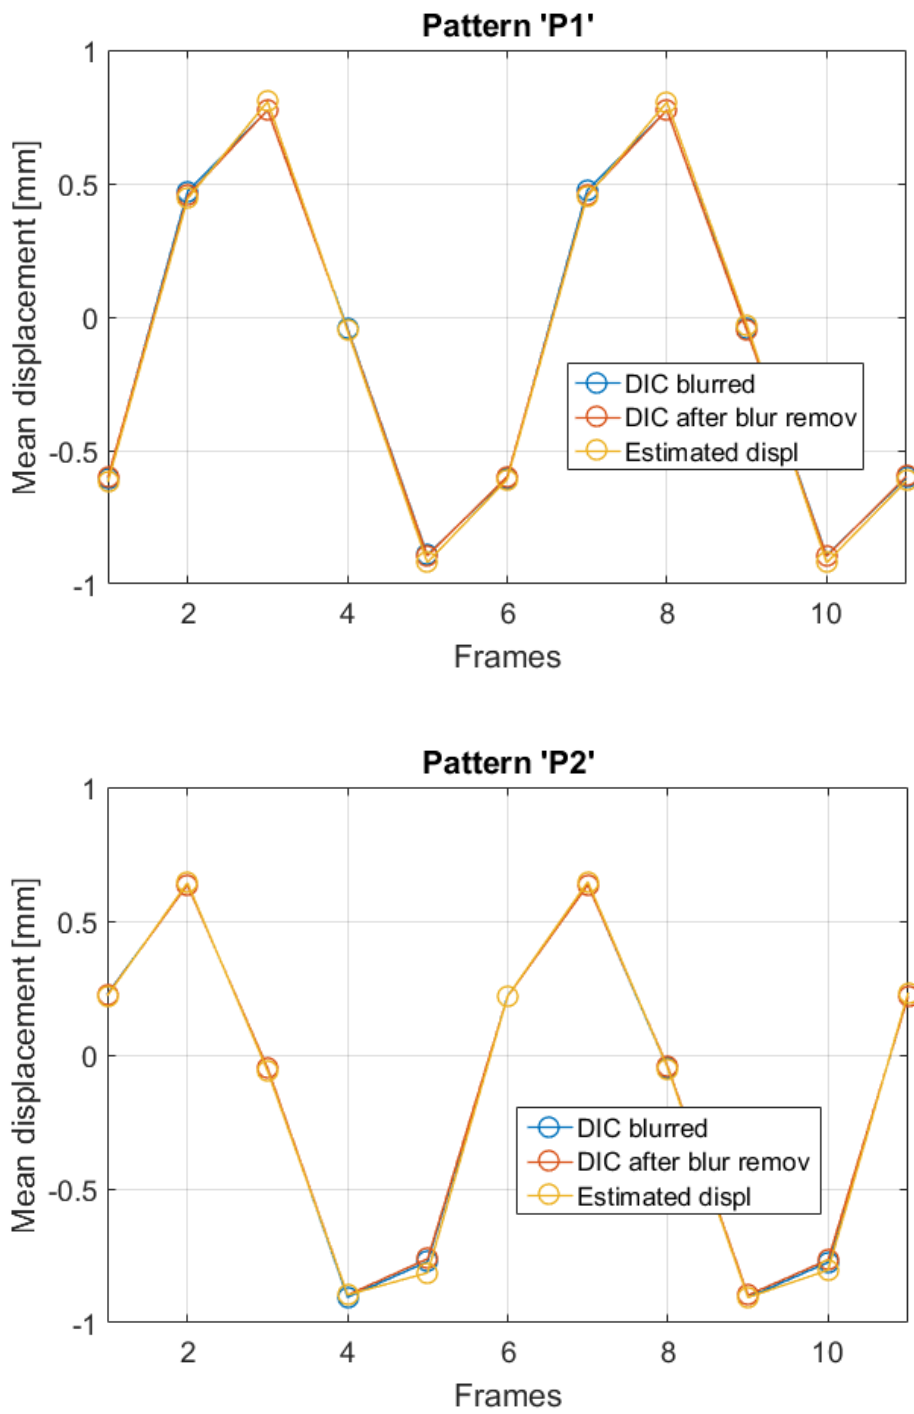 Pattern 'P1'
1
0.5
0
-0.5
-1
Mean displacement [mm]
DIC blurred
DIC after blur remov
Estimated displ
2 4 6 8 10
Frames
Pattern 'P2'
1
0.5
0
-0.5
-1
Mean displacement [mm]
DIC blurred
DIC after blur remov
Estimated displ
2 4 6 8 10
Frames